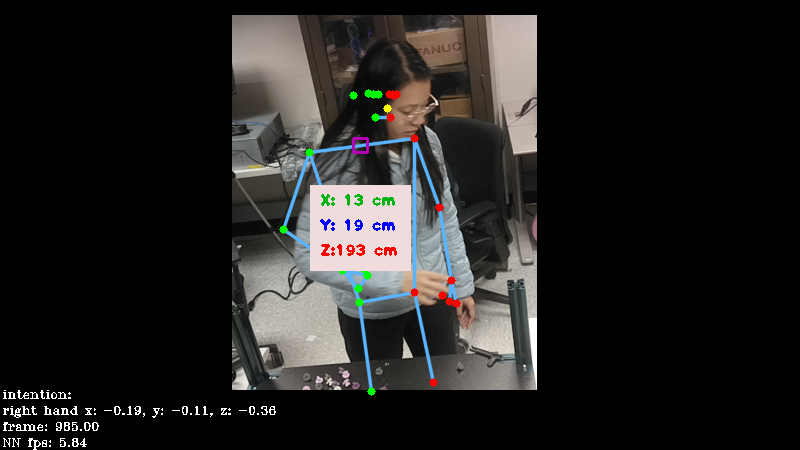 FANUC
X: 13 cm
Y: 19 cm
Z:193 cm
intention:
right hand x: -0.19, y: -0.11, z: -0.36
frame: 985.00
NN fps: 5.84